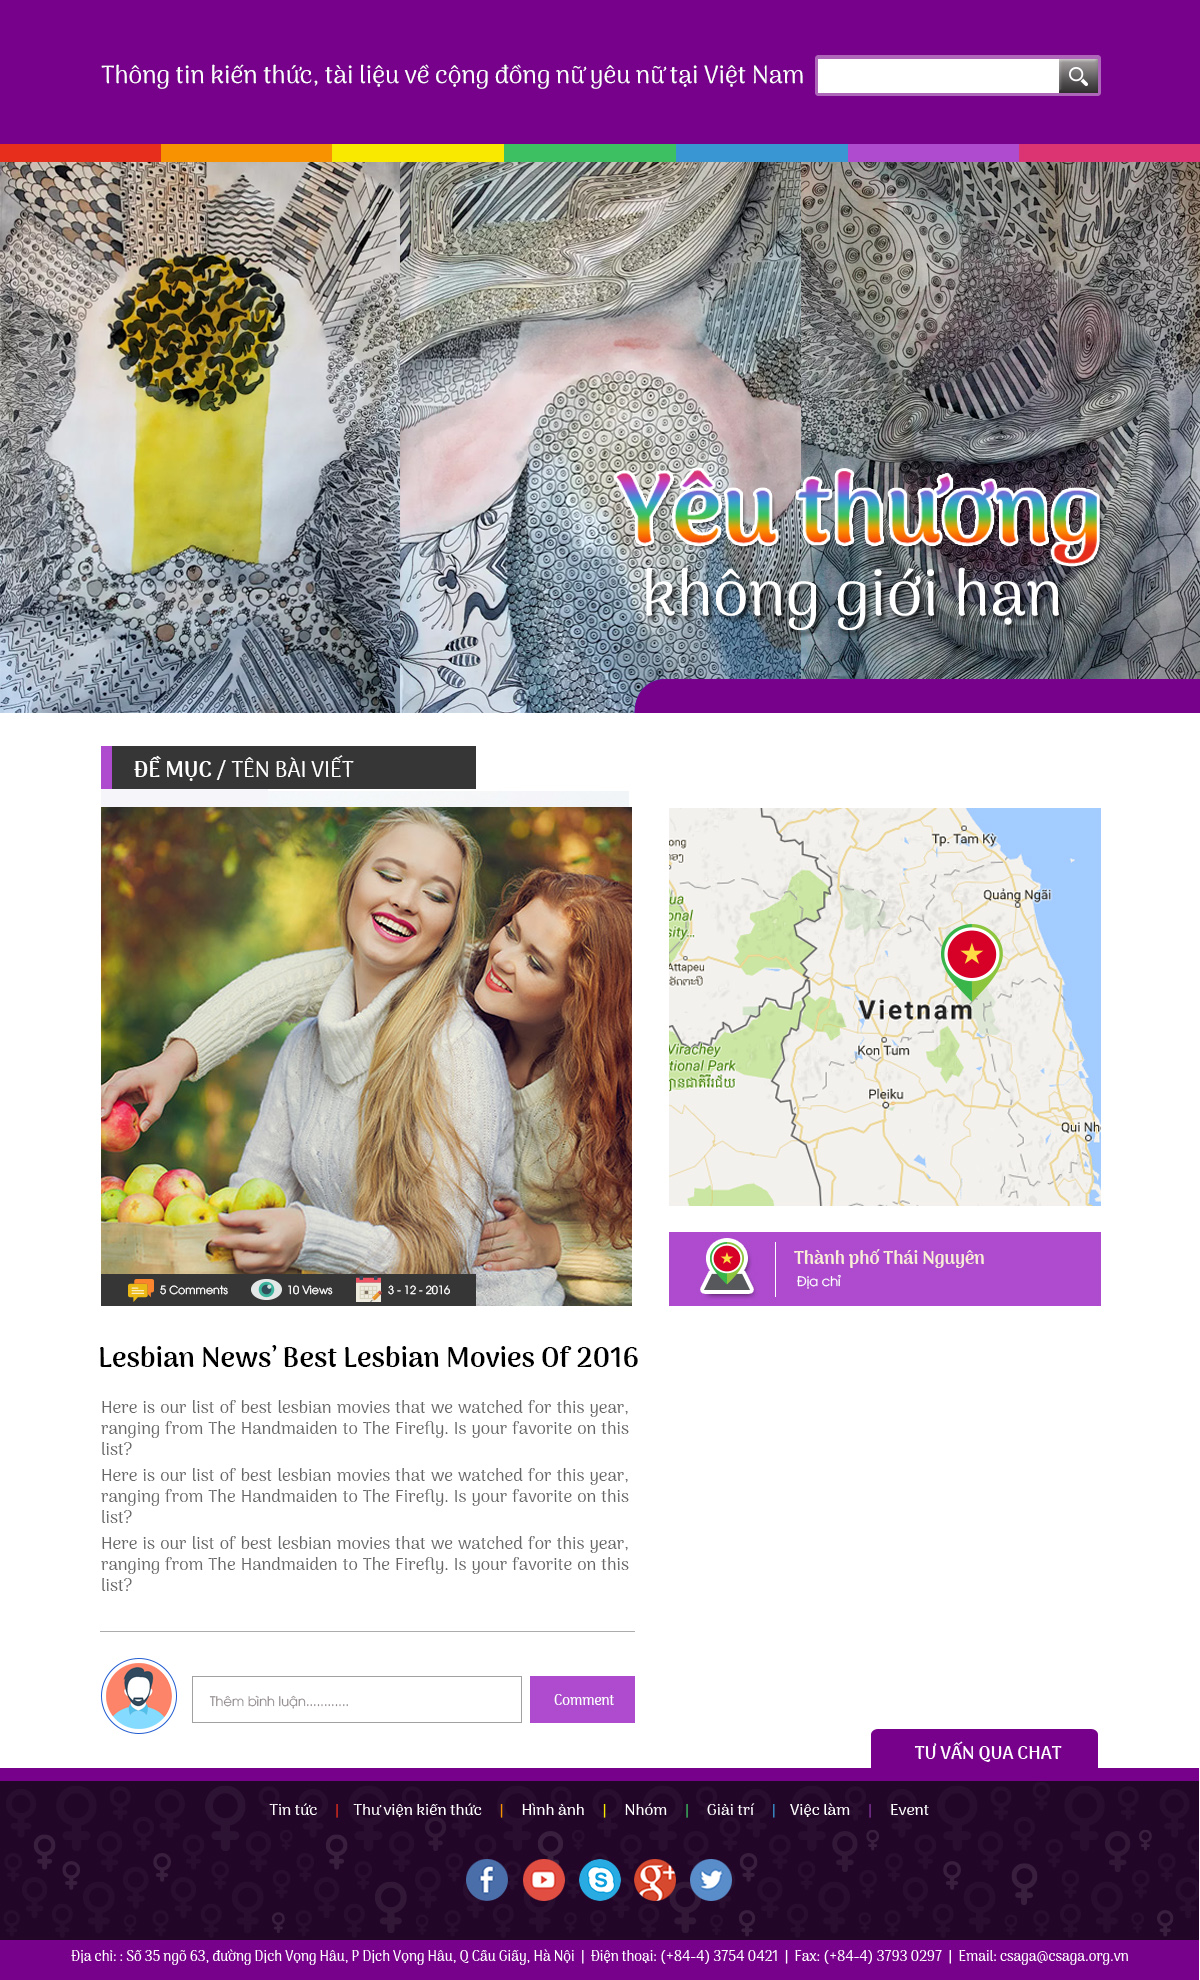 Thông tin kiến thức, tài liệu về cộng đồng nữ yêu nữ tại Việt Nam
Yêu thương
không giới hạn
ĐỀ MỤC / TÊN BÀI VIẾT
5 Comments
10 Views
3 - 12 - 2016
Tp. Tam Kỳ
Quảng Ngãi
Attapeu
Vietnam
Kon Tum
Virachey
tional Park
Pleiku
Qui Nh
Thành phố Thái Nguyên
Địa chỉ
Lesbian News’ Best Lesbian Movies Of 2016
Here is our list of best lesbian movies that we watched for this year,
ranging from The Handmaiden to The Firefly. Is your favorite on this
list?
Here is our list of best lesbian movies that we watched for this year,
ranging from The Handmaiden to The Firefly. Is your favorite on this
list?
Here is our list of best lesbian movies that we watched for this year,
ranging from The Handmaiden to The Firefly. Is your favorite on this
list?
Thêm bình luận............
Comment
TƯ VẤN QUA CHAT
Tin tức | Thư viện kiến thức | Hình ảnh | Nhóm | Giải trí | Việc làm | Event
Địa chỉ: : Số 35 ngõ 63, đường Dịch Vọng Hâu, P Dịch Vọng Hâu, Q Cầu Giấy, Hà Nội | Điện thoại: (+84-4) 3754 0421 | Fax: (+84-4) 3793 0297 | Email: csaga@csaga.org.vn